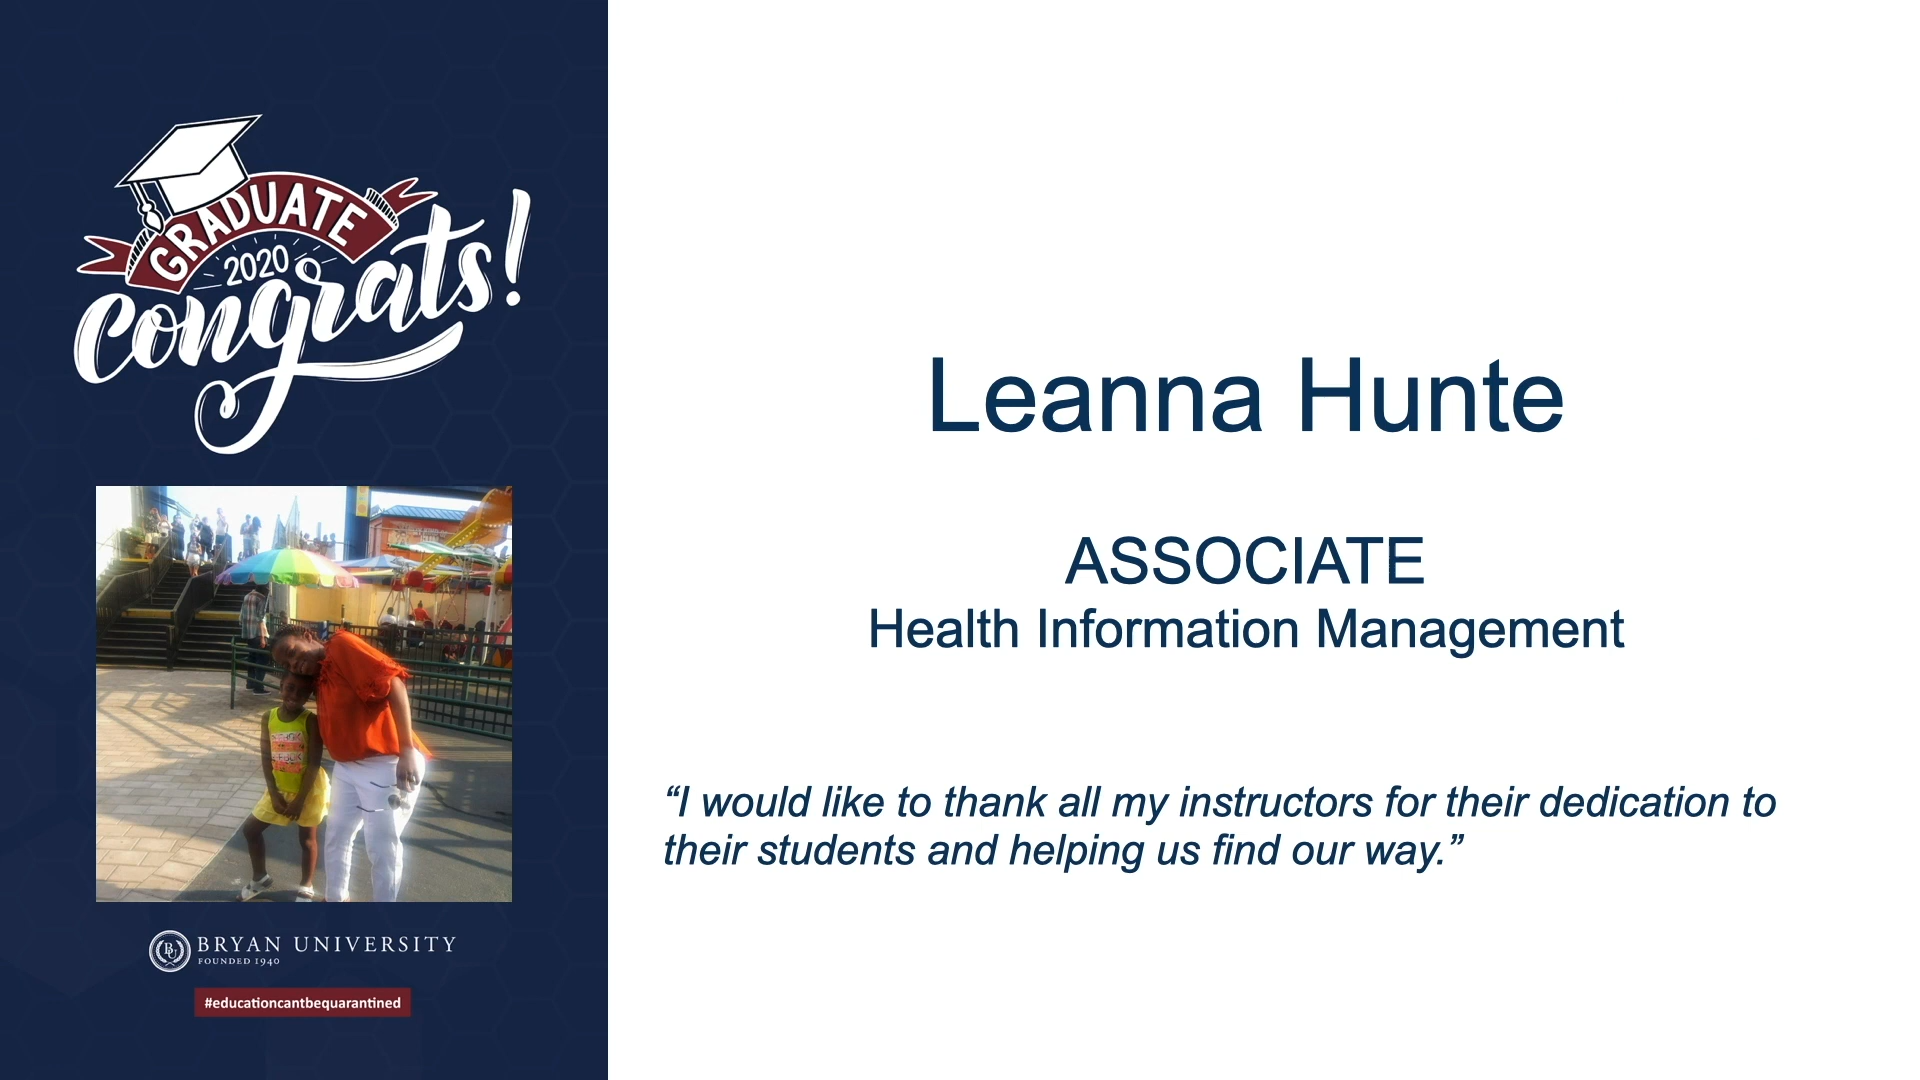 GRADUATE
2020
congrats!
Leanna Hunte
ASSOCIATE
Health Information Management
“I would like to thank all my instructors for their dedication to
their students and helping us find our way.”
BU
BRYAN UNIVERSITY
FOUNDED 1940
#educationcantbequarantined